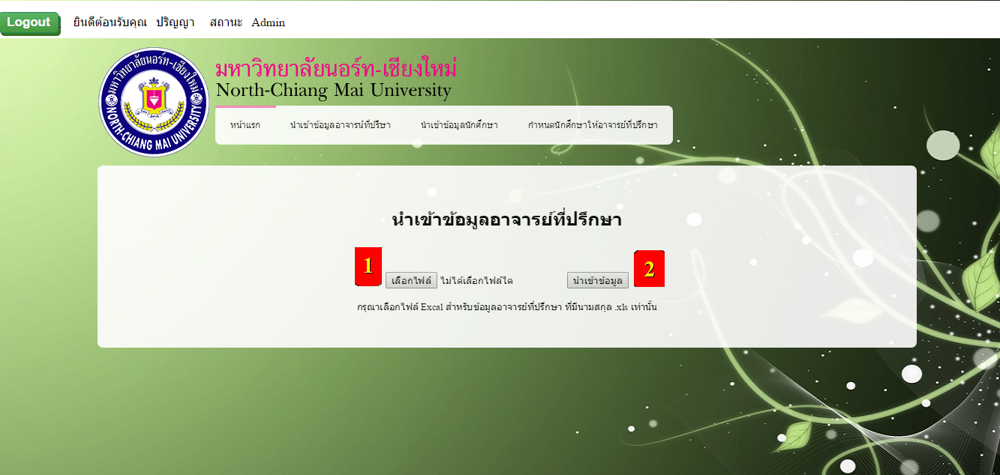 Logout ยินดีต้อนรับคุณ ปริญญา สถานะ Admin
มหาวิทยาลัยนอร์ท-เชียงใหม่
NORTH-CHIANG MAI UNIVERSITY
มหาวิทยาลัยนอร์ท-เชียงใหม่
North-Chiang Mai University
หน้าแรก นำเข้าข้อมูลอาจารน์ที่ปรึษา นำเข้าข้อมูลนักศึกษา กำหนดนักศึกษาให้อาจารย์ที่ปรึกษา
นำเข้าข้อมูลอาจารย์ที่ปรึกษา
1 เลือกไฟล์ ไม่ได้เลือกไฟล์ใด นำเข้าข้อมูล 2
กรุณาเลือกไฟล์ Excal สำหรับข้อมูลอาจารย์ที่ปรึกษา ที่มีนามสกุล .xls เท่านั้น